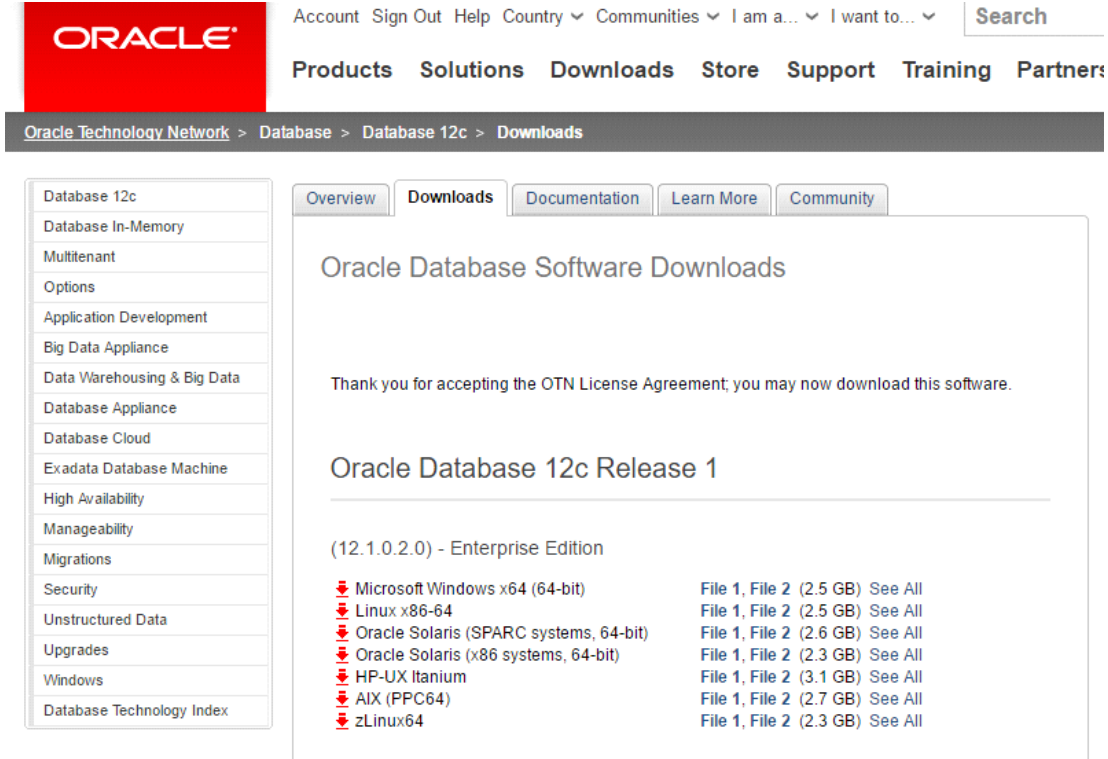 ORACLE
Account Sign Out Help Country Communities I am a... I want to... Search
Products Solutions Downloads Store Support Training Partners
Oracle Technology Network > Database > Database 12c > Downloads
Database 12c
Database In-Memory
Multitenant
Options
Application Development
Big Data Appliance
Data Warehousing & Big Data
Database Appliance
Database Cloud
Exadata Database Machine
High Availability
Manageability
Migrations
Security
Unstructured Data
Upgrades
Windows
Database Technology Index
Overview Downloads Documentation Learn More Community
Oracle Database Software Downloads
Thank you for accepting the OTN License Agreement; you may now download this software.
Oracle Database 12c Release 1
(12.1.0.2.0) - Enterprise Edition
Microsoft Windows x64 (64-bit) File 1, File 2 (2.5 GB) See All
Linux x86-64 File 1, File 2 (2.5 GB) See All
Oracle Solaris (SPARC systems, 64-bit) File 1, File 2 (2.6 GB) See All
Oracle Solaris (x86 systems, 64-bit) File 1, File 2 (2.3 GB) See All
HP-UX Itanium File 1, File 2 (3.1 GB) See All
AIX (PPC64) File 1, File 2 (2.7 GB) See All
zLinux64 File 1, File 2 (2.3 GB) See All